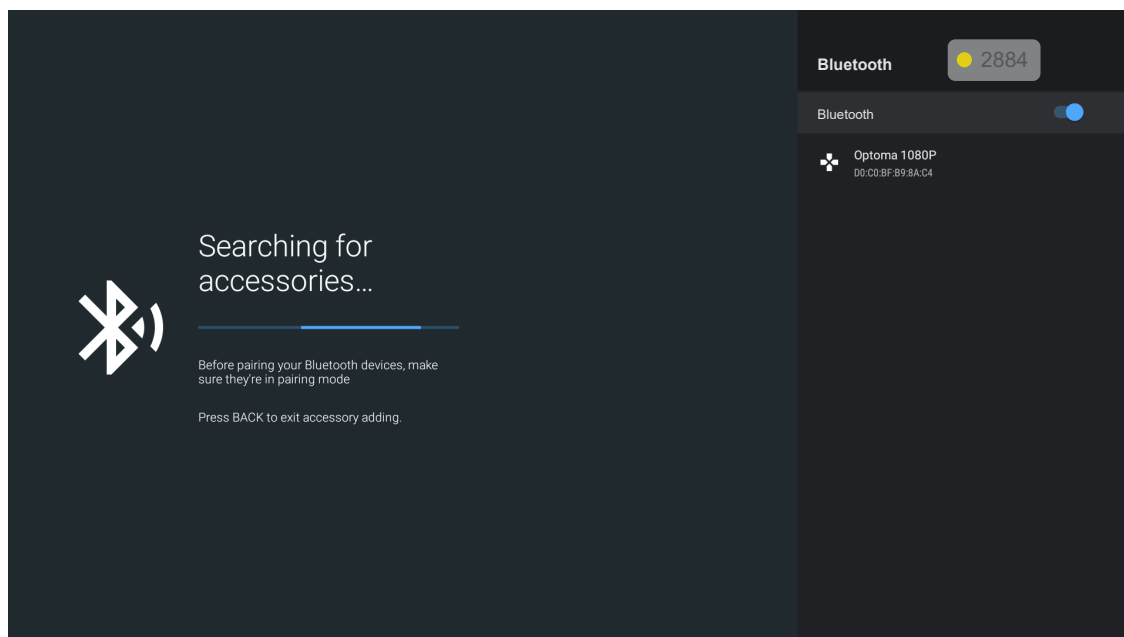 Searching for
accessories...
Before pairing your Bluetooth devices, make
sure they're in pairing mode
Press BACK to exit accessory adding.
Bluetooth
2884
Bluetooth
Optoma 1080P
D0:C0:BF:B9:8A:C4